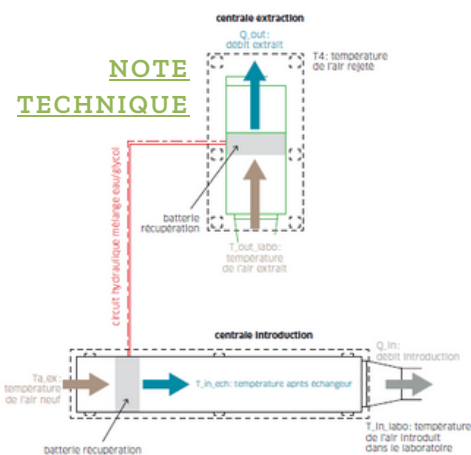 centrale extraction
Q_out:
débit extrait
T4: température
de l'air rejeté
NOTE
TECHNIQUE
circuit hydraulique mélange eau/glycol
batterie
récupération
T_out_labo:
température
de l'air extrait
centrale introduction
Q_in:
débit introduction
Ta_ex:
température
de l'air neuf
T_in_ech: température après échangeur
T_in_labo: température
de l'air introduit
dans le laboratoire
batterie récupération